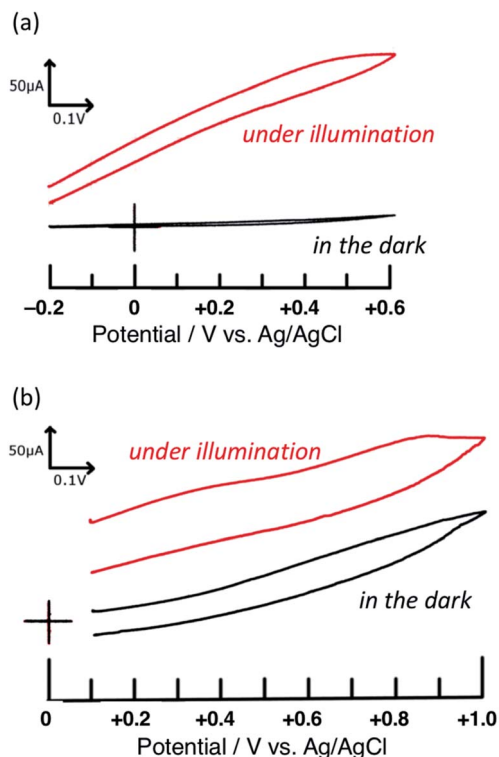 (a)
50μA
0.1V
under illumination
in the dark
−0.2 0 +0.2 +0.4 +0.6
Potential / V vs. Ag/AgCl
(b)
50μA
0.1V
under illumination
in the dark
0 +0.2 +0.4 +0.6 +0.8 +1.0
Potential / V vs. Ag/AgCl